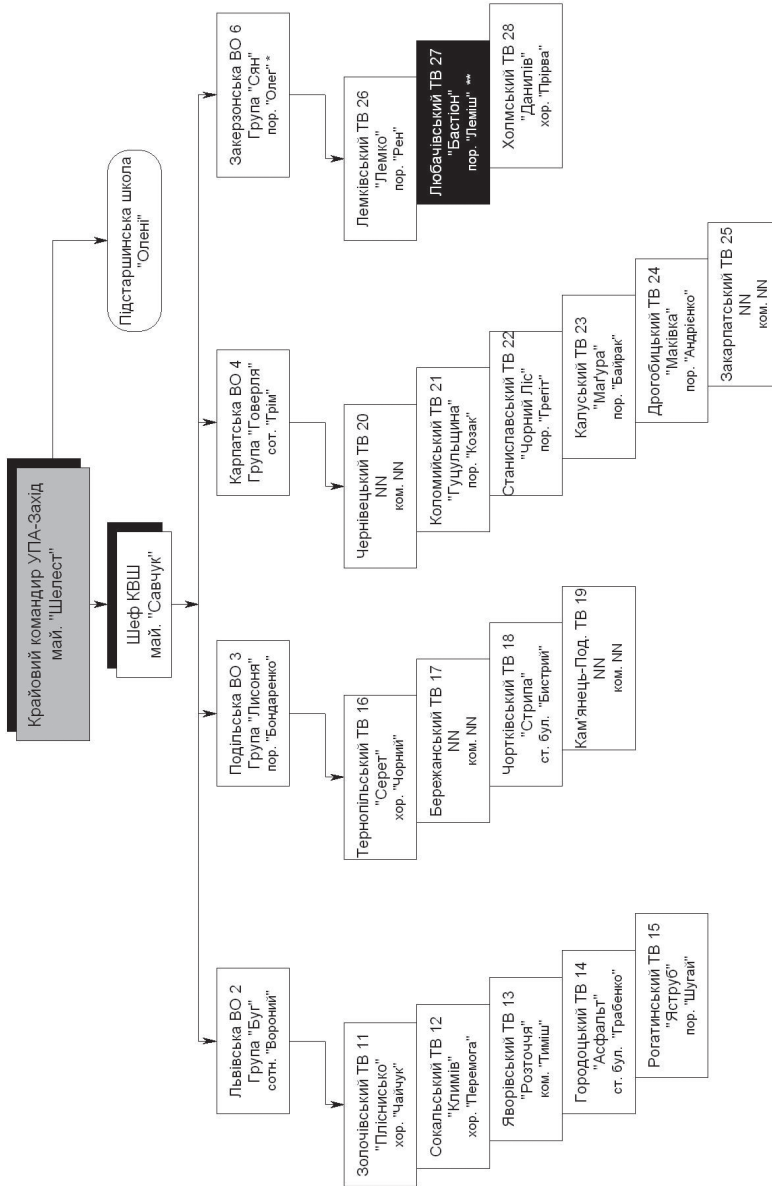 Крайовий командир УПА-Захід
май. "Шелест"
Підстаршинська школа
"Олені"
Шеф КВШ
май. "Савчук"
Львівська ВО 2
Група "Буг"
сотн. "Вороний"
Золочівський ТВ 11
"Пліснисько"
хор. "Чайчук"
Сокальський ТВ 12
"Климів"
хор. "Перемога"
Яворівський ТВ 13
"Розточчя"
ком. "Тиміш"
Городоцький ТВ 14
"Асфальт"
ст. бул. "Грабенко"
Рогатинський ТВ 15
"Яструб"
пор. "Шугай"
Подільська ВО 3
Група "Лисоня"
пор. "Бондаренко"
Тернопільський ТВ 16
"Серет"
хор. "Чорний"
Бережанський ТВ 17
NN
ком. NN
Чортківський ТВ 18
"Стрипа"
ст. бул. "Бистрий"
Кам'янець-Под. ТВ 19
NN
ком. NN
Карпатська ВО 4
Група "Говерля"
сот. "Грім"
Чернівецький ТВ 20
NN
ком. NN
Коломийський ТВ 21
"Гуцульщина"
пор. "Козак"
Станиславський ТВ 22
"Чорний Ліс"
пор. "Грегіт"
Калуський ТВ 23
"Маґура"
пор. "Байрак"
Дрогобицький ТВ 24
"Маківка"
пор. "Андрієнко"
Закарпатський ТВ 25
NN
ком. NN
Закерзонська ВО 6
Група "Сян"
пор. "Олег" *
Лемківський ТВ 26
"Лемко"
пор. "Рен"
Любачівський ТВ 27
"Бастіон"
пор. "Леміш" **
Холмський ТВ 28
"Данилів"
хор. "Прірва"